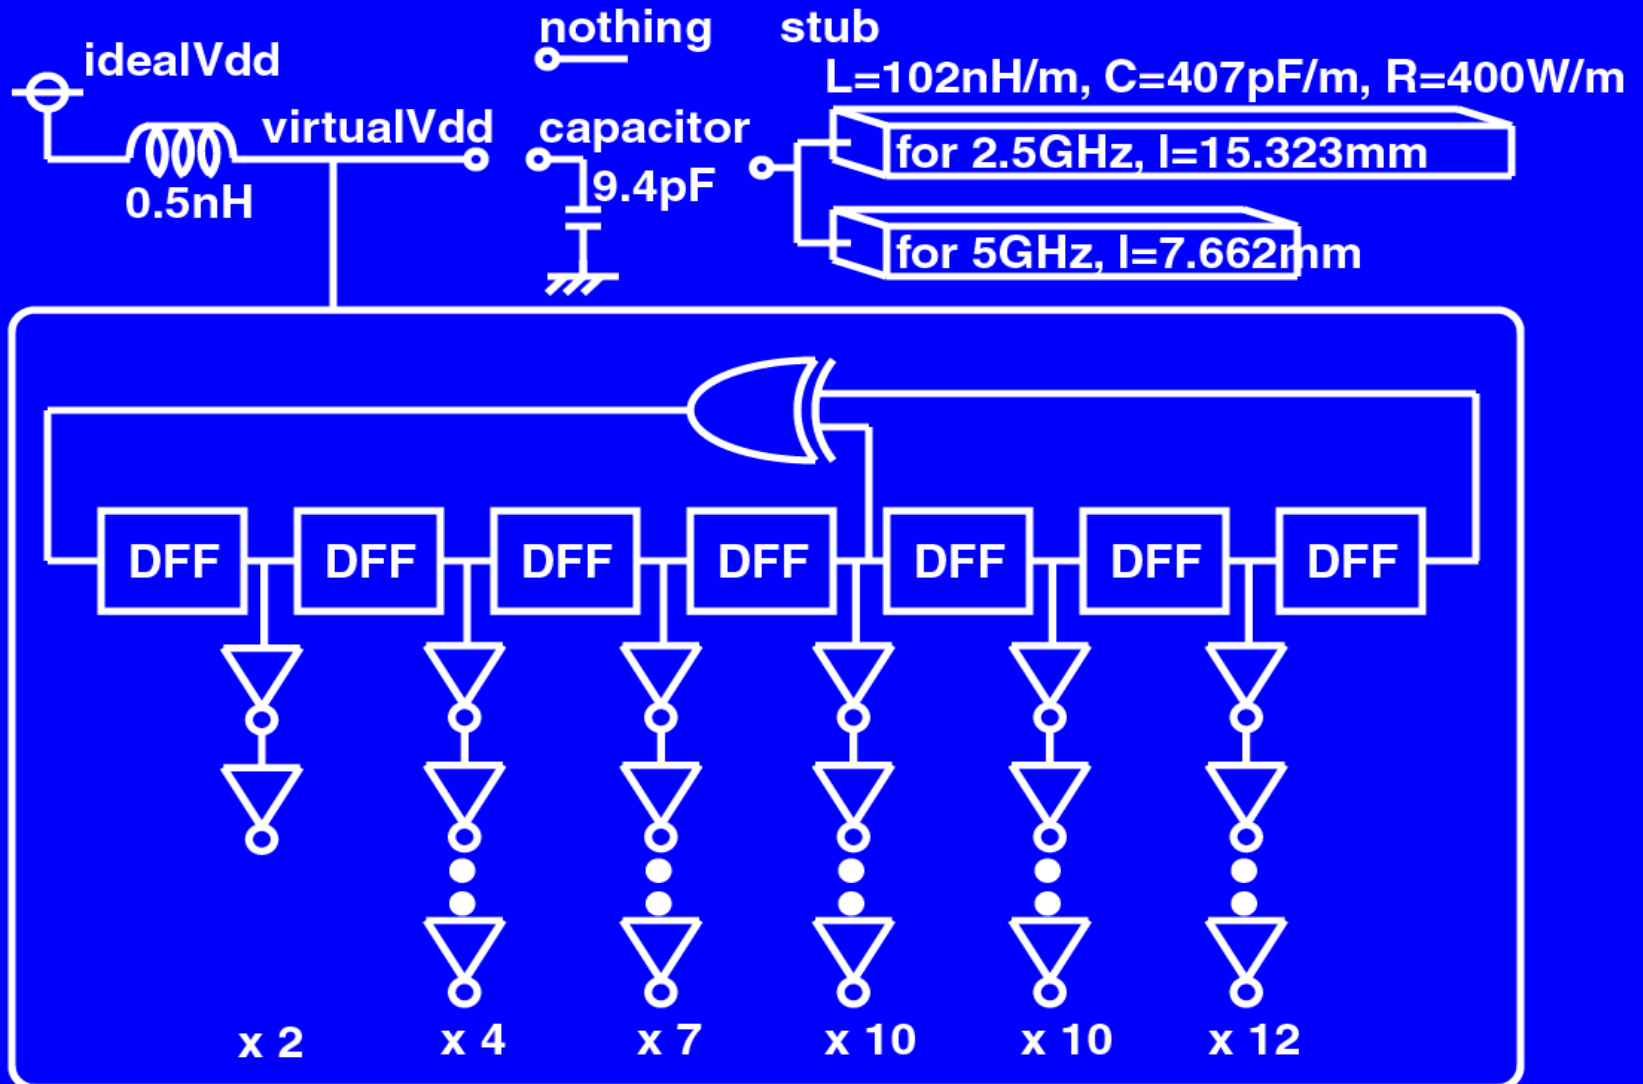 nothing stub
idealVdd
L=102nH/m, C=407pF/m, R=400W/m
virtualVdd capacitor
for 2.5GHz, l=15.323mm
0.5nH
9.4pF
for 5GHz, l=7.662mm
DFF DFF DFF DFF DFF DFF DFF
x 2 x 4 x 7 x 10 x 10 x 12